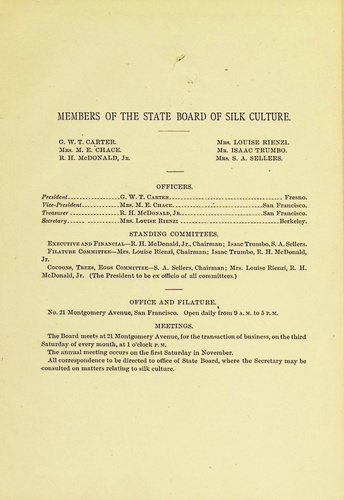 MEMBERS OF THE STATE BOARD OF SILK CULTURE.
G. W. T. CARTER.
MRS. M. E. CHACE.
R. H. McDONALD, JR.
MRS. LOUISE RIENZI.
MR. ISAAC TRUMBO.
MRS. S. A. SELLERS.
OFFICERS.
President G. W. T. CARTER Fresno.
Vice-President MRS. M. E. CHACE San Francisco.
Treasurer R. H. McDONALD, JR. San Francisco.
Secretary MRS. LOUISE RIENZI Berkeley.
STANDING COMMITTEES.
EXECUTIVE AND FINANCIAL—R. H. McDonald, Jr., Chairman; Isaac Trumbo, S. A. Sellers.
FILATURE COMMITTEE—Mrs. Louise Rienzi, Chairman; Isaac Trumbo, R. H. McDonald,
Jr.
COCOONS, TREES, EGGS COMMITTEE—S. A. Sellers, Chairman; Mrs. Louise Rienzi, R. H.
McDonald, Jr. (The President to be ex officio of all committees.)
OFFICE AND FILATURE.
No. 21 Montgomery Avenue, San Francisco. Open daily from 9 A. M. to 5 P. M.
MEETINGS.
The Board meets at 21 Montgomery Avenue, for the transaction of business, on the third
Saturday of every month, at 1 o'clock P. M.
The annual meeting occurs on the first Saturday in November.
All correspondence to be directed to office of State Board, where the Secretary may be
consulted on matters relating to silk culture.